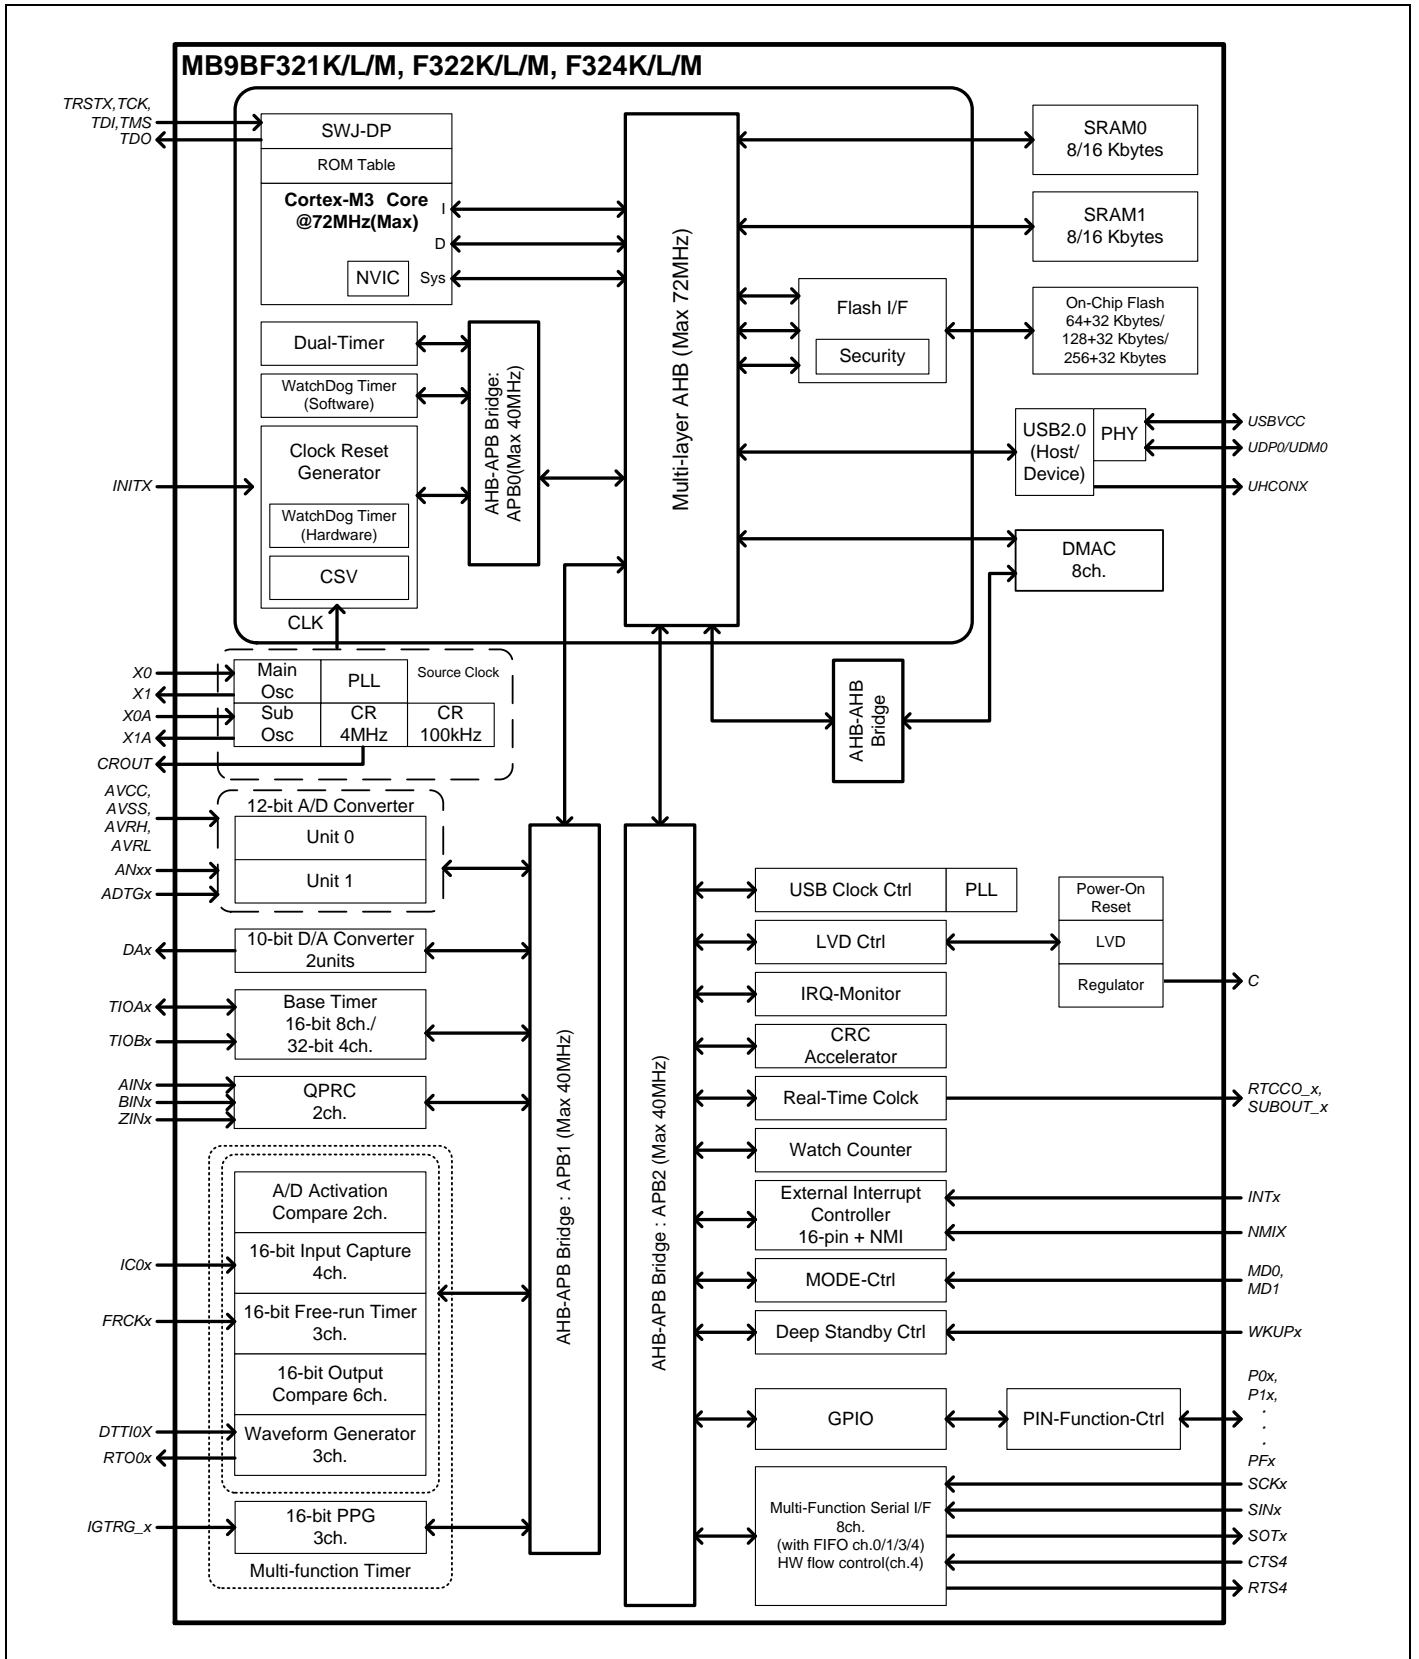 MB9BF321K/L/M, F322K/L/M, F324K/L/M
TRSTX,TCK,
TDI,TMS
TDO
SWJ-DP
ROM Table
Cortex-M3 Core
@72MHz(Max)
I
D
NVIC
Sys
Dual-Timer
WatchDog Timer
(Software)
Clock Reset
Generator
WatchDog Timer
(Hardware)
CSV
CLK
INITX
AHB-APB Bridge:
APB0(Max 40MHz)
Multi-layer AHB (Max 72MHz)
SRAM0
8/16 Kbytes
SRAM1
8/16 Kbytes
Flash I/F
Security
On-Chip Flash
64+32 Kbytes/
128+32 Kbytes/
256+32 Kbytes
USB2.0
(Host/
Device)
PHY
USBVCC
UDP0/UDM0
UHCONX
DMAC
8ch.
AHB-AHB
Bridge
X0
X1
X0A
X1A
CROUT
Main
Osc
PLL
Source Clock
Sub
Osc
CR
4MHz
CR
100kHz
AVCC,
AVSS,
AVRH,
AVRL
ANxx
ADTGx
12-bit A/D Converter
Unit 0
Unit 1
DAx
10-bit D/A Converter
2units
TIOAx
TIOBx
Base Timer
16-bit 8ch./
32-bit 4ch.
AINx
BINx
ZINx
QPRC
2ch.
A/D Activation
Compare 2ch.
IC0x
16-bit Input Capture
4ch.
FRCKx
16-bit Free-run Timer
3ch.
16-bit Output
Compare 6ch.
DTTI0X
RTO0x
Waveform Generator
3ch.
IGTRG_x
16-bit PPG
3ch.
Multi-function Timer
AHB-APB Bridge : APB1 (Max 40MHz)
AHB-APB Bridge : APB2 (Max 40MHz)
USB Clock Ctrl
PLL
LVD Ctrl
Power-On
Reset
LVD
Regulator
C
IRQ-Monitor
CRC
Accelerator
Real-Time Colck
RTCCO_x,
SUBOUT_x
Watch Counter
External Interrupt
Controller
16-pin + NMI
INTx
NMIX
MODE-Ctrl
MD0,
MD1
Deep Standby Ctrl
WKUPx
GPIO
PIN-Function-Ctrl
P0x,
P1x,
.
.
.
PFx
Multi-Function Serial I/F
8ch.
(with FIFO ch.0/1/3/4)
HW flow control(ch.4)
SCKx
SINx
SOTx
CTS4
RTS4